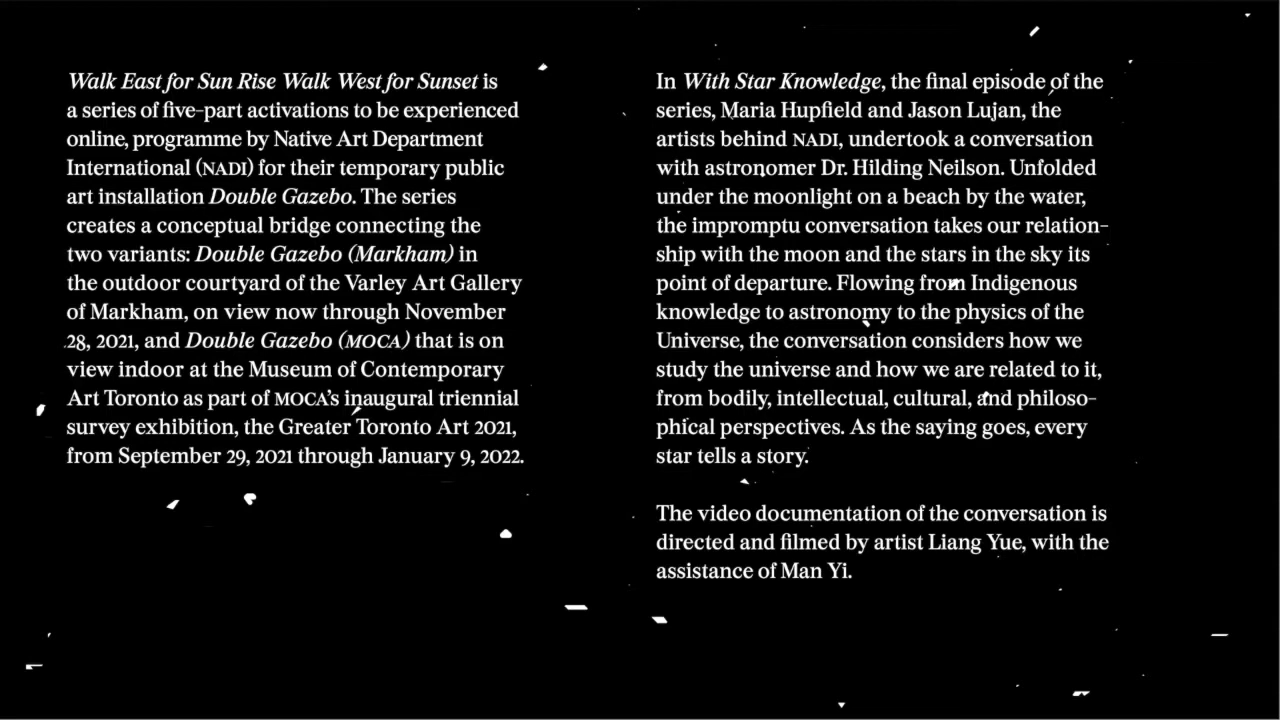 Walk East for Sun Rise Walk West for Sunset is
a series of five-part activations to be experienced
online, programme by Native Art Department
International (NADI) for their temporary public
art installation Double Gazebo. The series
creates a conceptual bridge connecting the
two variants: Double Gazebo (Markham) in
the outdoor courtyard of the Varley Art Gallery
of Markham, on view now through November
28, 2021, and Double Gazebo (MOCA) that is on
view indoor at the Museum of Contemporary
Art Toronto as part of MOCA's inaugural triennial
survey exhibition, the Greater Toronto Art 2021,
from September 29, 2021 through January 9, 2022.
In With Star Knowledge, the final episode of the
series, Maria Hupfield and Jason Lujan, the
artists behind NADI, undertook a conversation
with astronomer Dr. Hilding Neilson. Unfolded
under the moonlight on a beach by the water,
the impromptu conversation takes our relation-
ship with the moon and the stars in the sky its
point of departure. Flowing from Indigenous
knowledge to astronomy to the physics of the
Universe, the conversation considers how we
study the universe and how we are related to it,
from bodily, intellectual, cultural, and philoso-
phical perspectives. As the saying goes, every
star tells a story.
The video documentation of the conversation is
directed and filmed by artist Liang Yue, with the
assistance of Man Yi.